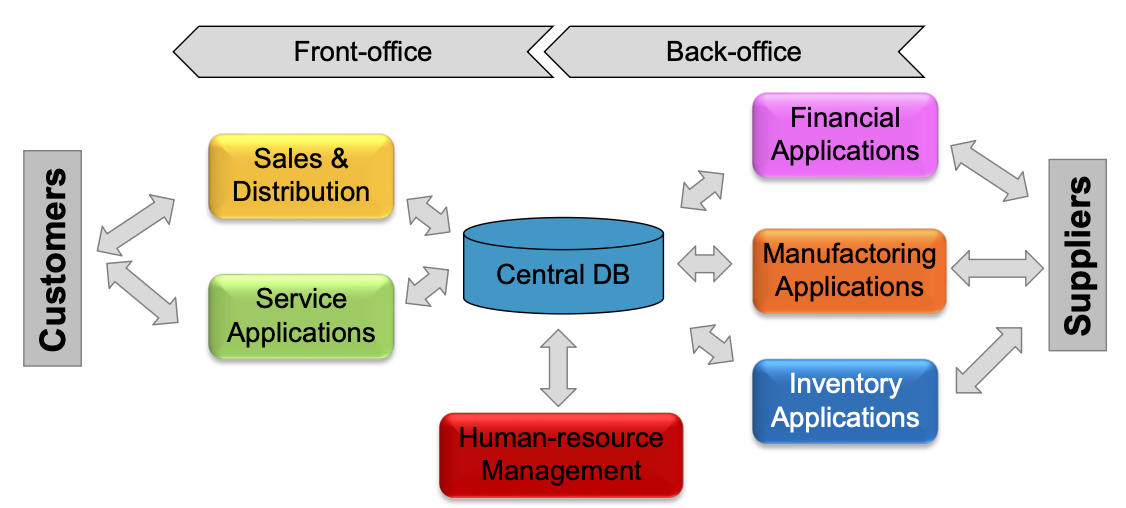 Front-office
Back-office
Customers
Sales &
Distribution
Service
Applications
Central DB
Human-resource
Management
Financial
Applications
Manufactoring
Applications
Inventory
Applications
Suppliers